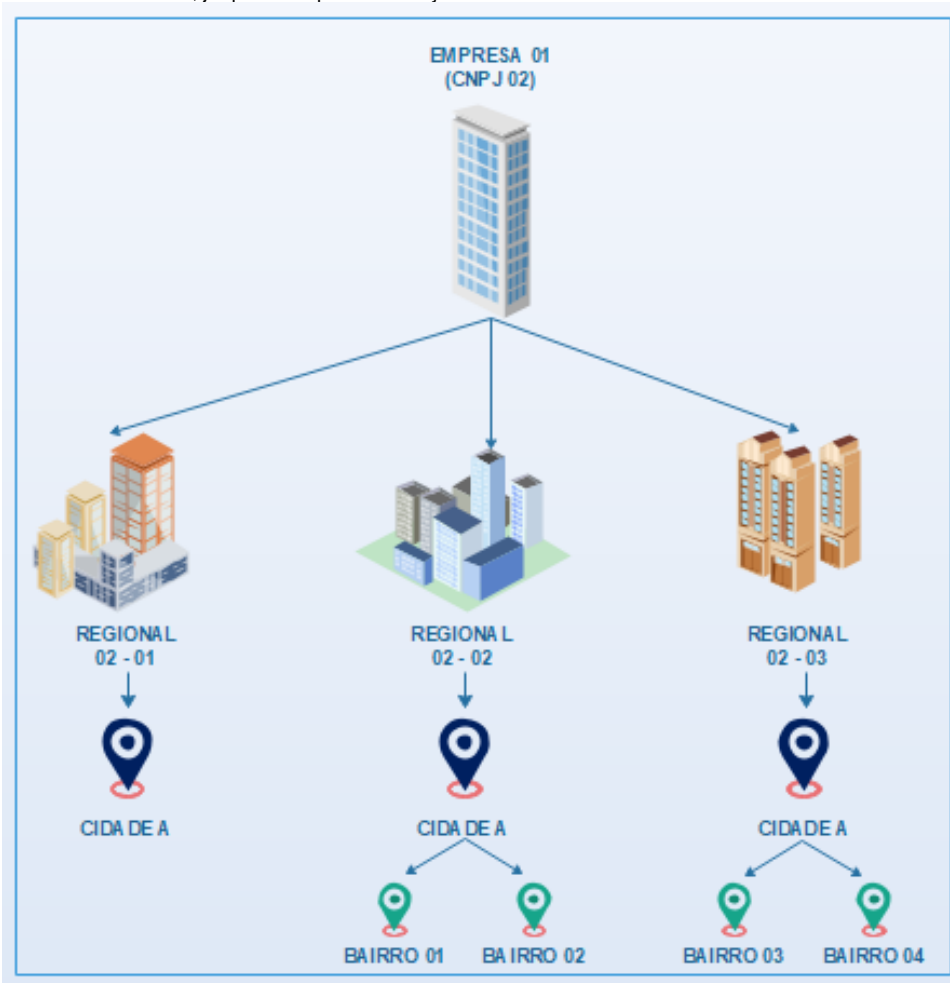 EMPRESA 01
(CNPJ 02)
REGIONAL
02 - 01
REGIONAL
02 - 02
REGIONAL
02 - 03
CIDADE A
CIDADE A
CIDADE A
BAIRRO 01
BAIRRO 02
BAIRRO 03
BAIRRO 04